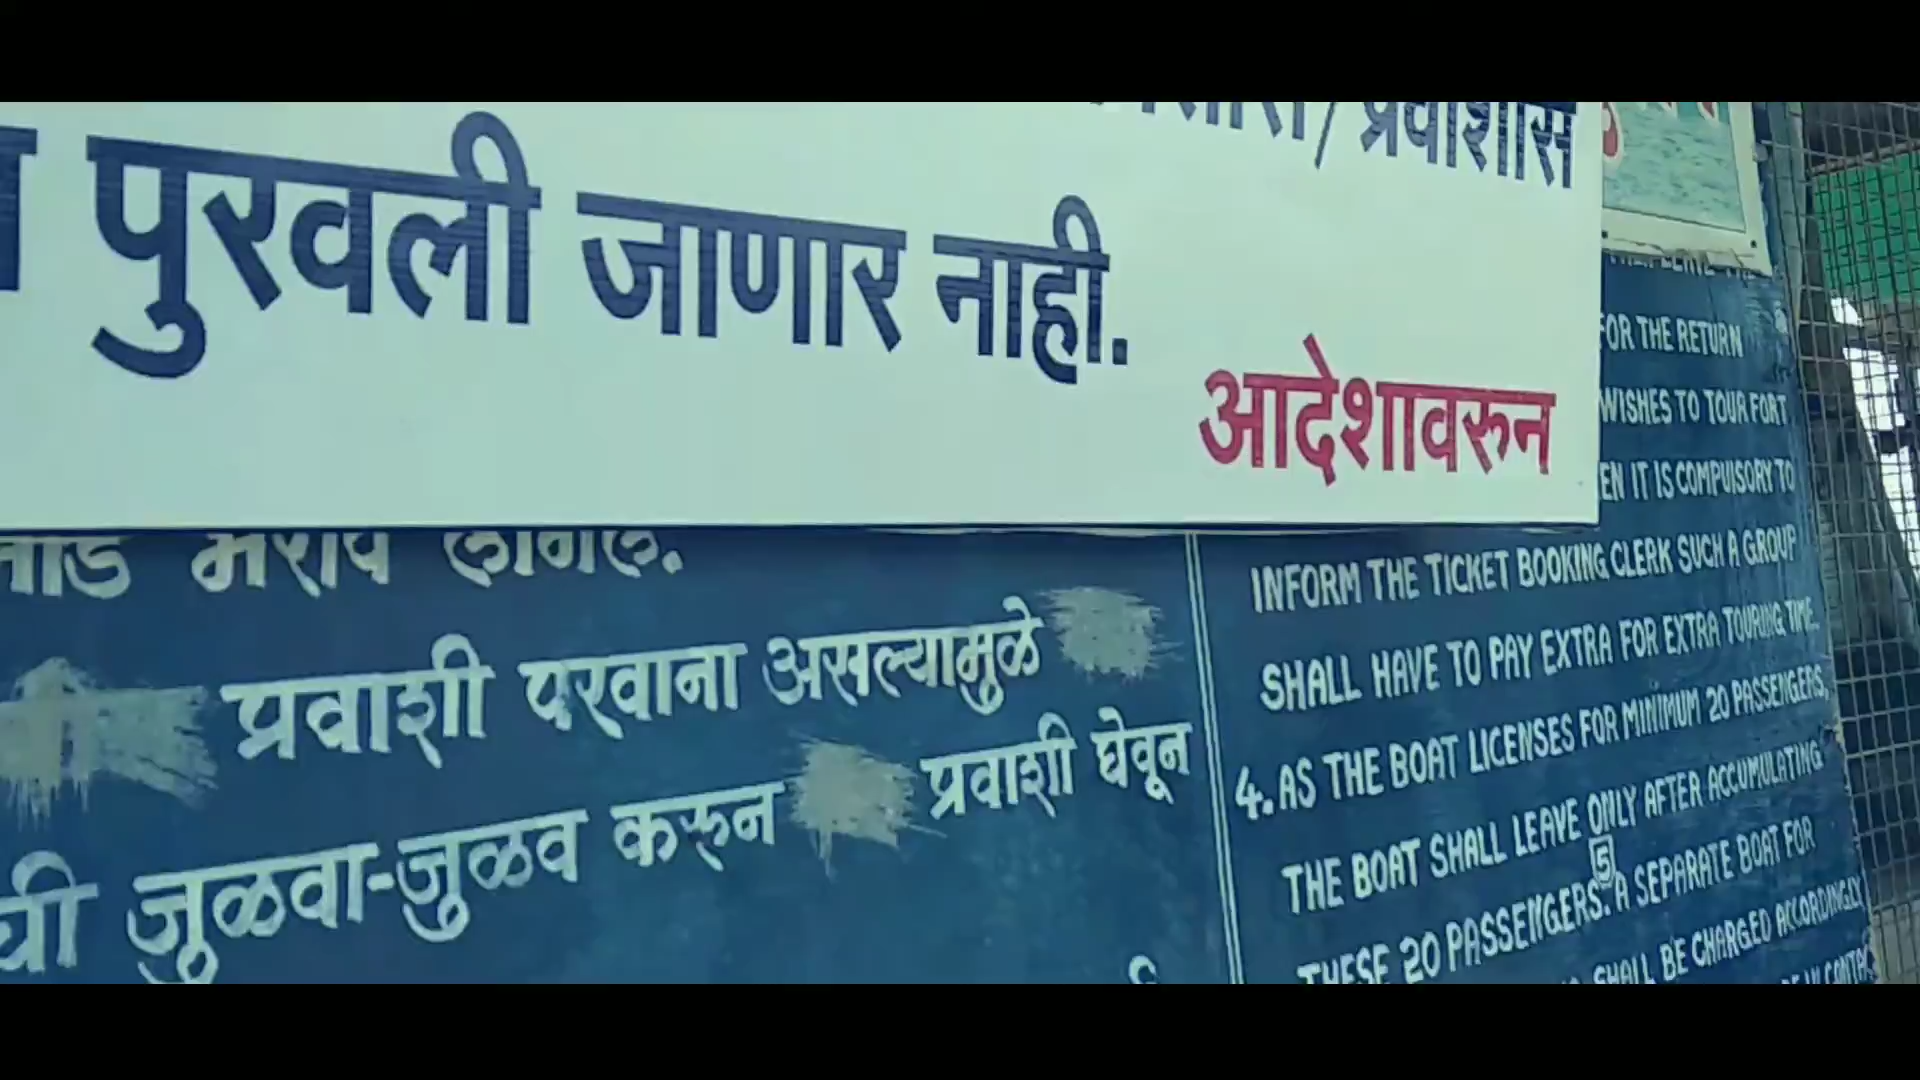 प्रवाशीस
पुरवली जाणार नाही.
आदेशावरुन
प्रवाशी परवाना असल्यामुळे
जुळवा-जुळव करुन प्रवाशी घेवून
FOR THE RETURN
WISHES TO TOUR FORT
IT IS COMPULSORY TO
INFORM THE TICKET BOOKING CLERK SUCH A GROUP
SHALL HAVE TO PAY EXTRA FOR EXTRA TOURING TIME.
4. AS THE BOAT LICENSES FOR MINIMUM 20 PASSENGERS,
THE BOAT SHALL LEAVE ONLY AFTER ACCUMULATING
5
THESE 20 PASSENGERS. A SEPARATE BOAT FOR
SHALL BE CHARGED ACCORDINGLY